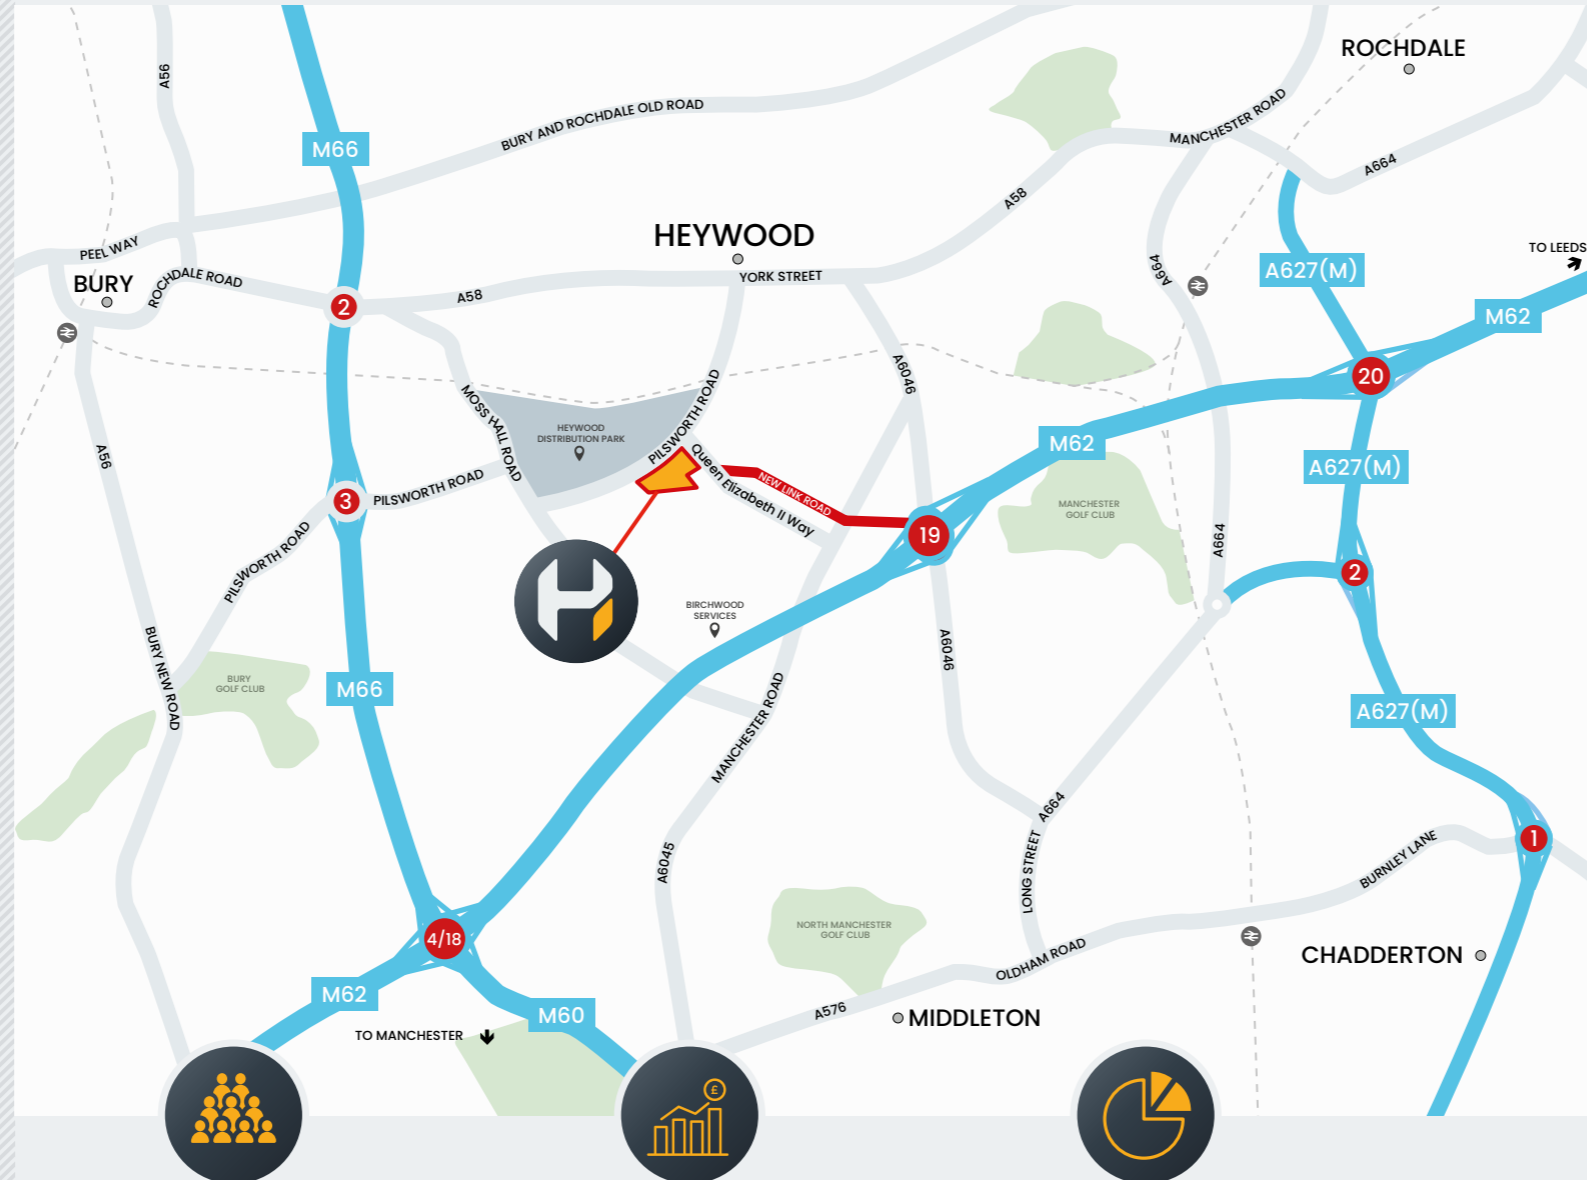 ROCHDALE
A56
BURY AND ROCHDALE OLD ROAD
MANCHESTER ROAD
M66
A664
A58
HEYWOOD
PEEL WAY
TO LEEDS
BURY
ROCHDALE ROAD
YORK STREET
A664
A627(M)
2
A58
M62
A6046
20
MOSS HALL ROAD
PILSWORTH ROAD
HEYWOOD
DISTRIBUTION PARK
M62
A56
Queen Elizabeth II Way
NEW LINK ROAD
A627(M)
3
PILSWORTH ROAD
MANCHESTER
GOLF CLUB
19
A664
PILSWORTH ROAD
2
BIRCHWOOD
SERVICES
A6046
BURY NEW ROAD
BURY
GOLF CLUB
M66
MANCHESTER ROAD
A627(M)
A664
1
A6045
LONG STREET
BURNLEY LANE
4/18
NORTH MANCHESTER
GOLF CLUB
OLDHAM ROAD
CHADDERTON
M62
A576
M60
MIDDLETON
TO MANCHESTER
£